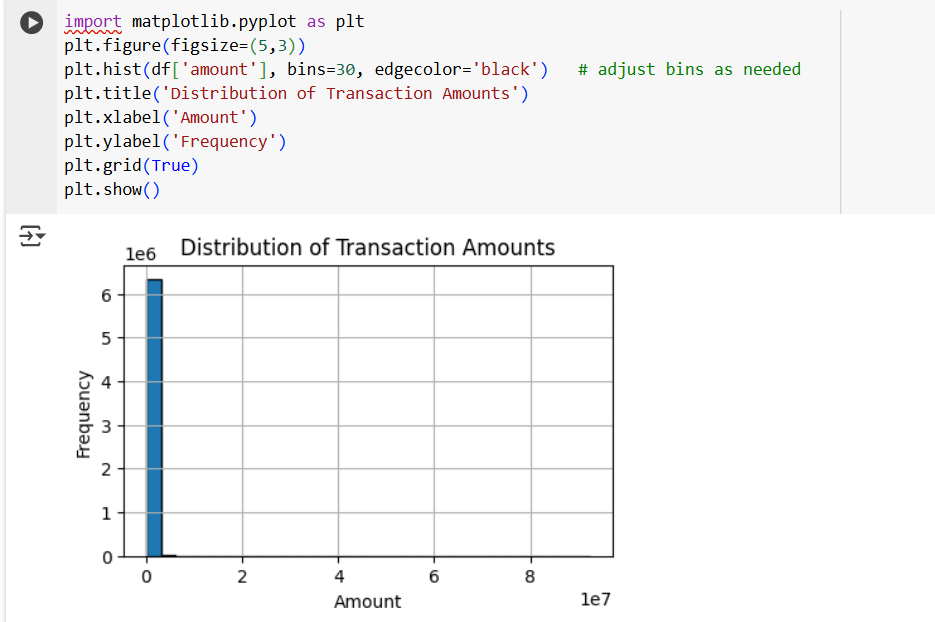 import matplotlib.pyplot as plt
plt.figure(figsize=(5,3))
plt.hist(df['amount'], bins=30, edgecolor='black')   # adjust bins as needed
plt.title('Distribution of Transaction Amounts')
plt.xlabel('Amount')
plt.ylabel('Frequency')
plt.grid(True)
plt.show()
1e6 Distribution of Transaction Amounts
6
5
4
3
2
1
0
Frequency
0 2 4 6 8
Amount
1e7